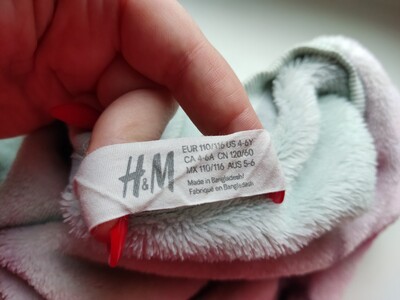 H&M
EUR 110/116 US 4-6Y
CA 4-6A CN 120/60
MX 110/116 AUS 5-6
Made in Bangladesh/
Fabriqué en Bangladesh